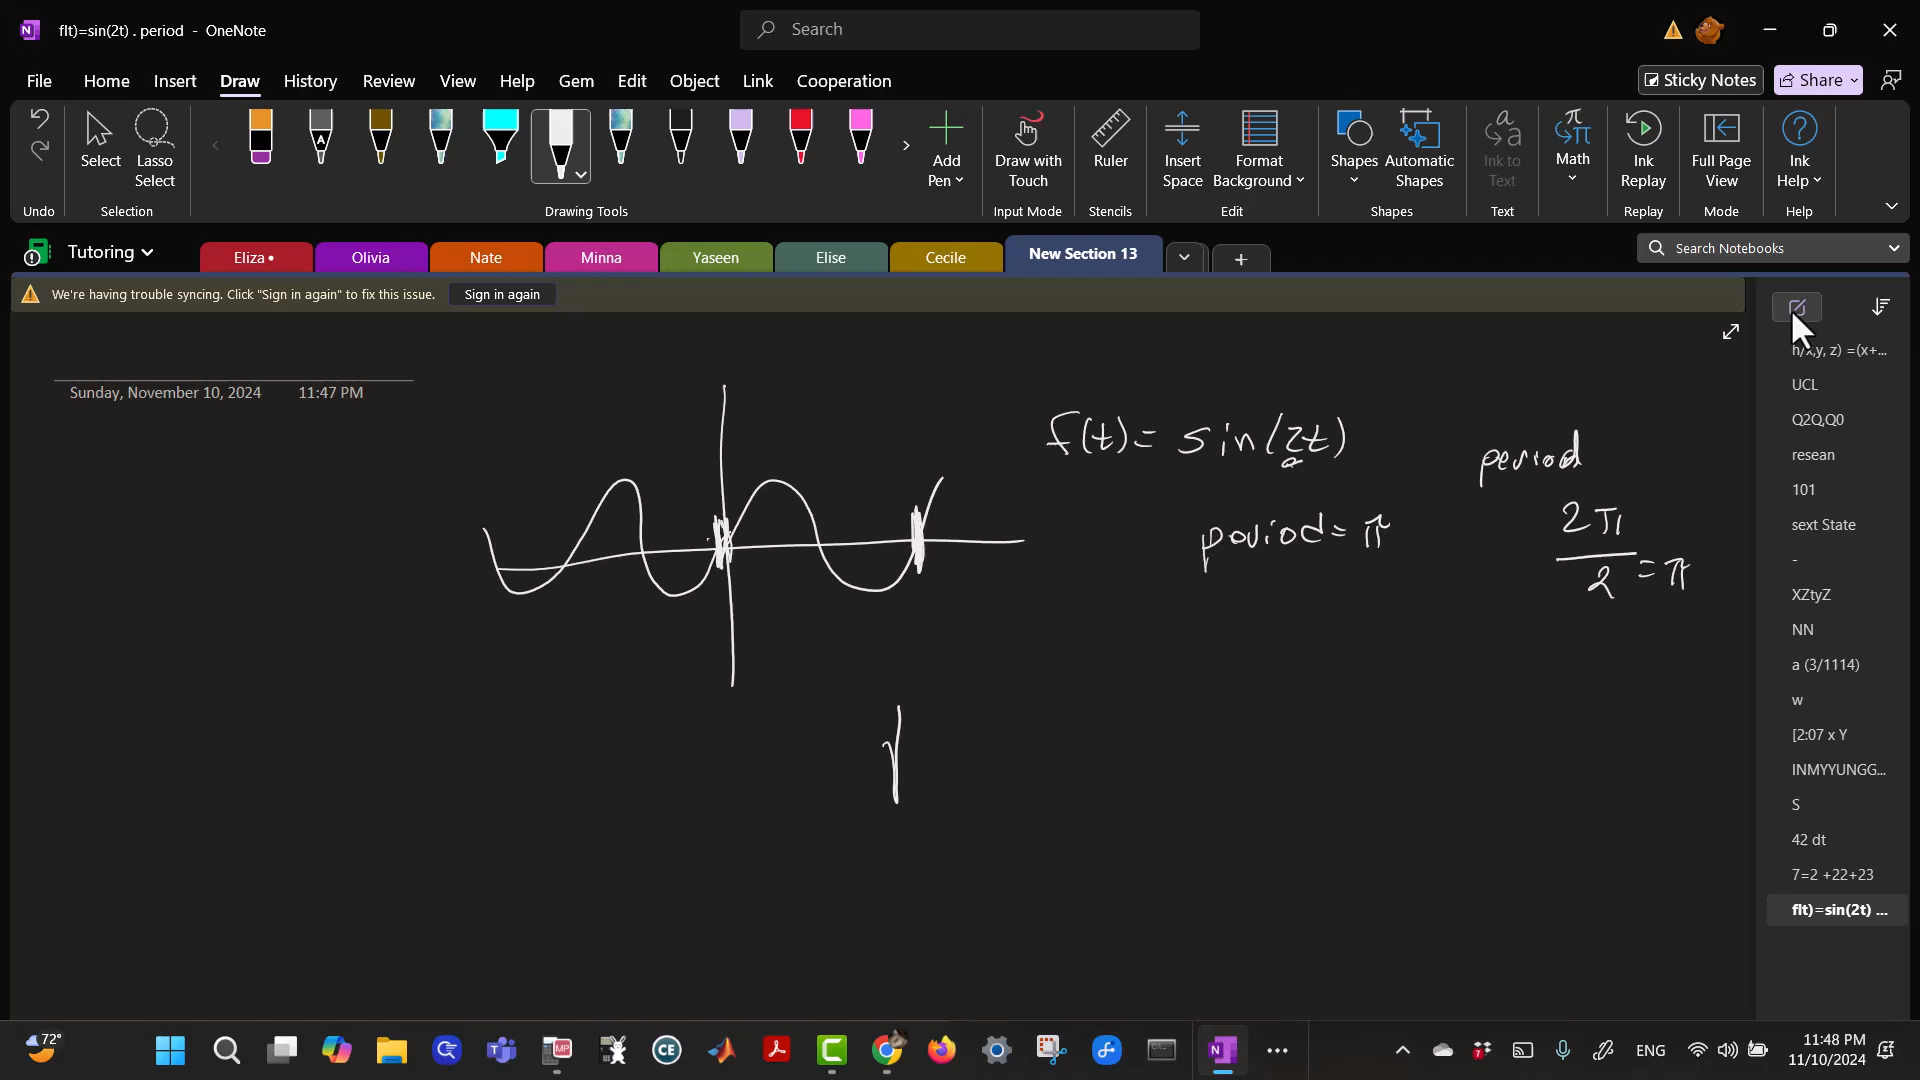 flt)=sin(2t) . period - OneNote
Search
File Home Insert Draw History Review View Help Gem Edit Object Link Cooperation
Sticky Notes Share
Select
Lasso Select
Add Pen
Draw with Touch
Ruler
Insert Space
Format Background
Shapes
Automatic Shapes
Ink to Text
Math
Ink Replay
Full Page View
Ink Help
Undo Selection Drawing Tools Input Mode Stencils Edit Shapes Text Replay Mode Help
Tutoring
Eliza Olivia Nate Minna Yaseen Elise Cecile New Section 13
Search Notebooks
We're having trouble syncing. Click "Sign in again" to fix this issue. Sign in again
Sunday, November 10, 2024 11:47 PM
f(t)= sin(2t)
period = π
period
2π
2 = π
h/x,y, z) =(x+...
UCL
Q2Q,Q0
resean
101
sext State
-
XZtyZ
NN
a (3/1114)
w
[2:07 x Y
INMYYUNGG...
S
42 dt
7=2 +22+23
flt)=sin(2t) ...
72°
ENG
11:48 PM
11/10/2024